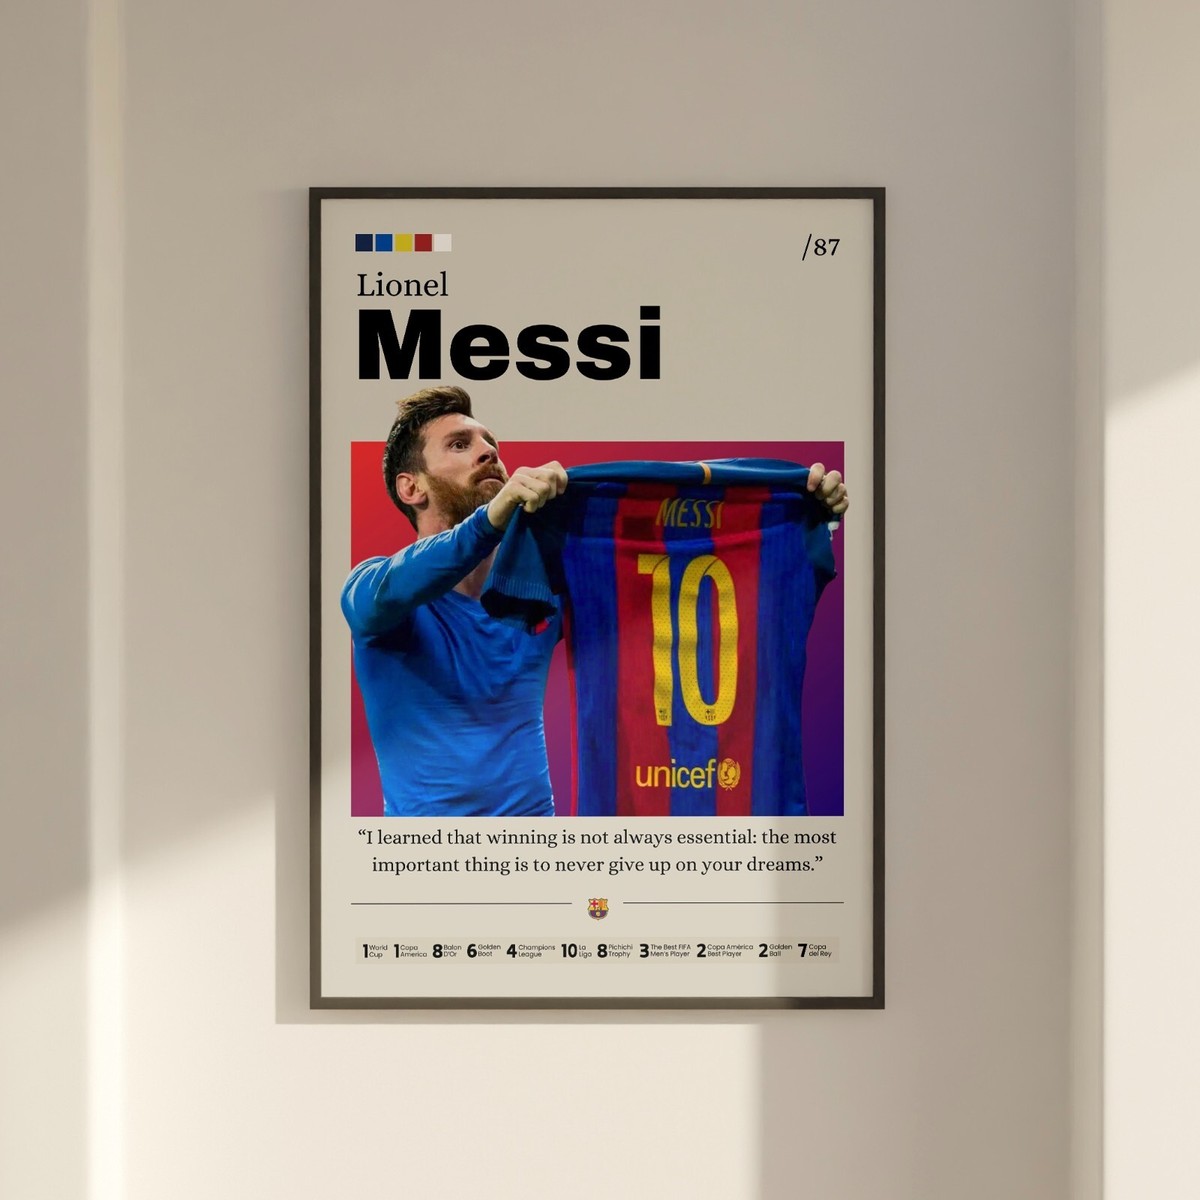 /87
Lionel
Messi
MESSI
10
unicef
“I learned that winning is not always essential: the most
important thing is to never give up on your dreams.”
1 World Cup
1 Copa America
8 Balon D'Or
6 Golden Boot
4 Champions League
10 La Liga
8 Pichichi Trophy
3 The Best FIFA Men's Player
2 Copa América Best Player
2 Golden Ball
7 Copa del Rey